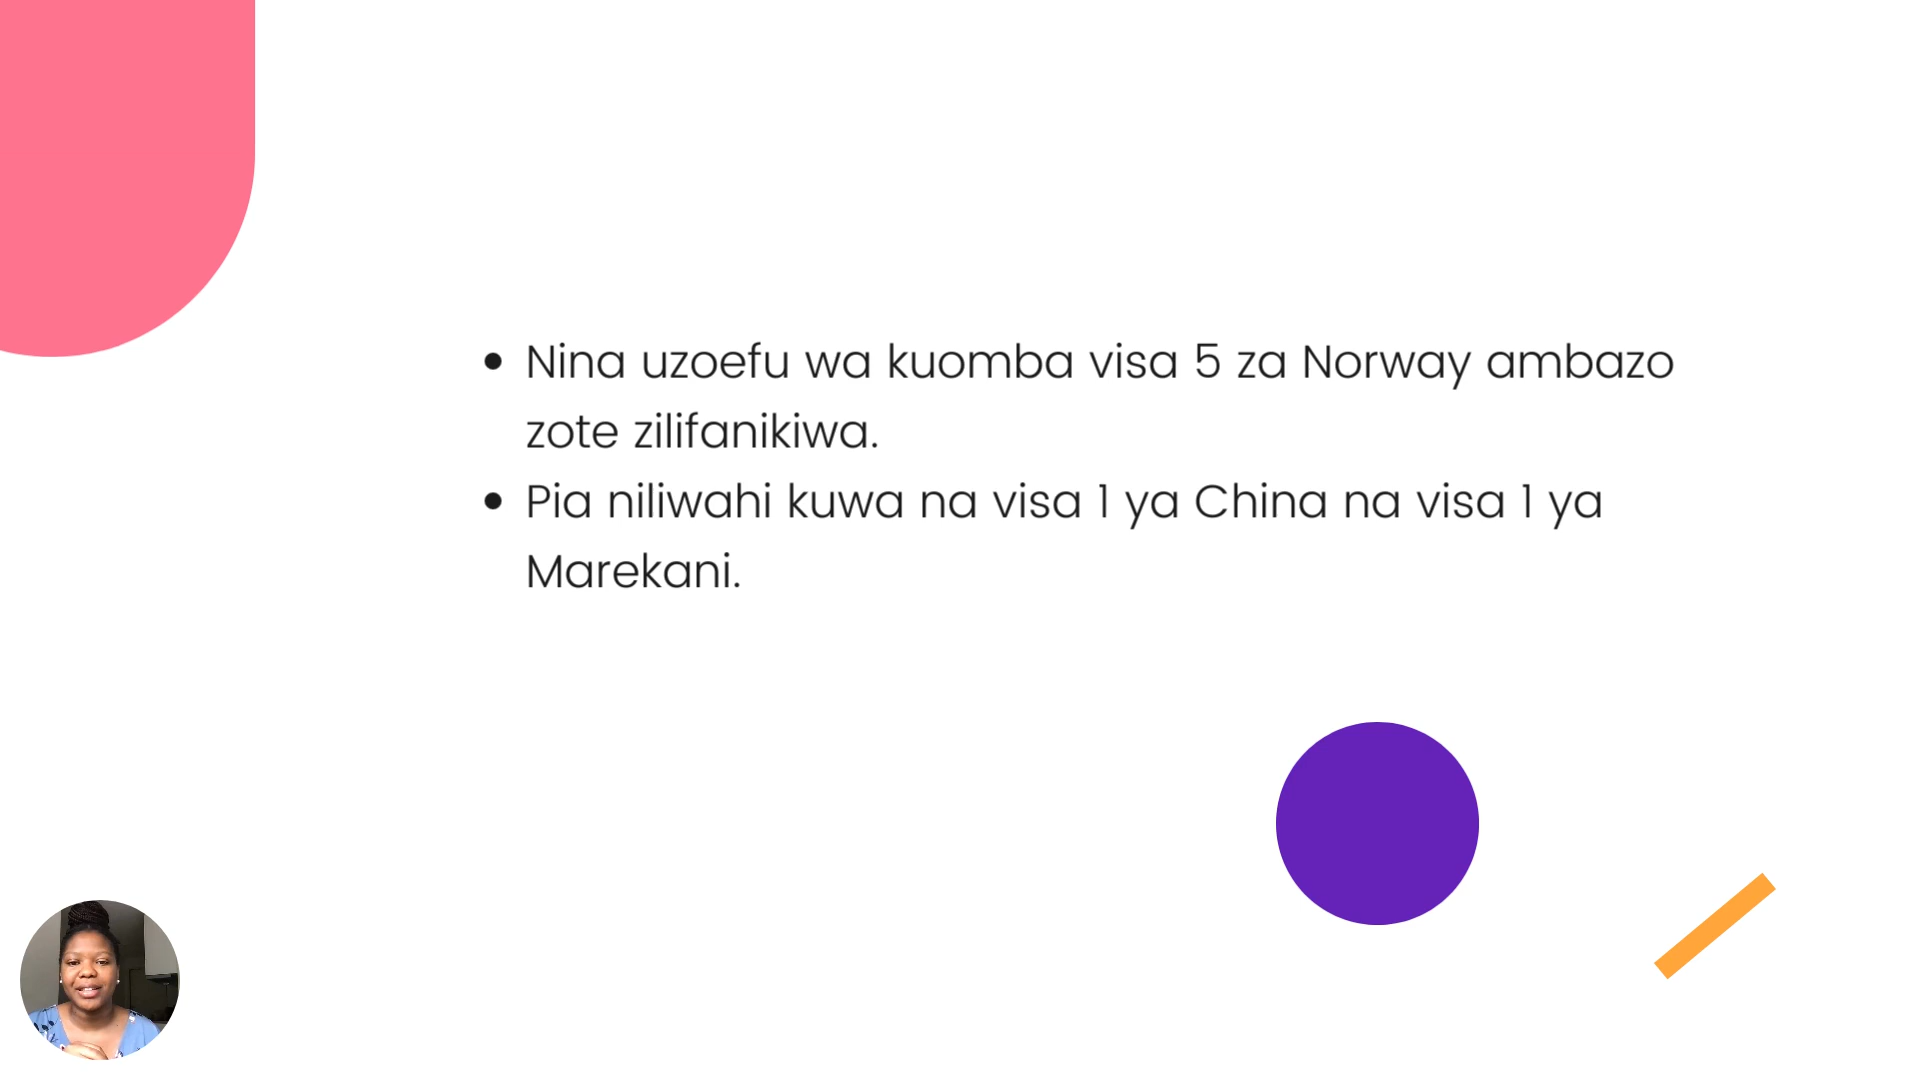 • Nina uzoefu wa kuomba visa 5 za Norway ambazo
zote zilifanikiwa.
• Pia niliwahi kuwa na visa 1 ya China na visa 1 ya
Marekani.